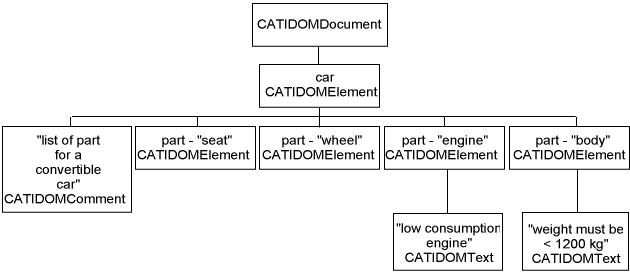 CATIDOMDocument
car
CATIDOMElement
"list of part
for a
convertible
car"
CATIDOMComment
part - "seat"
CATIDOMElement
part - "wheel"
CATIDOMElement
part - "engine"
CATIDOMElement
part - "body"
CATIDOMElement
"low consumption
engine"
CATIDOMText
"weight must be
< 1200 kg"
CATIDOMText